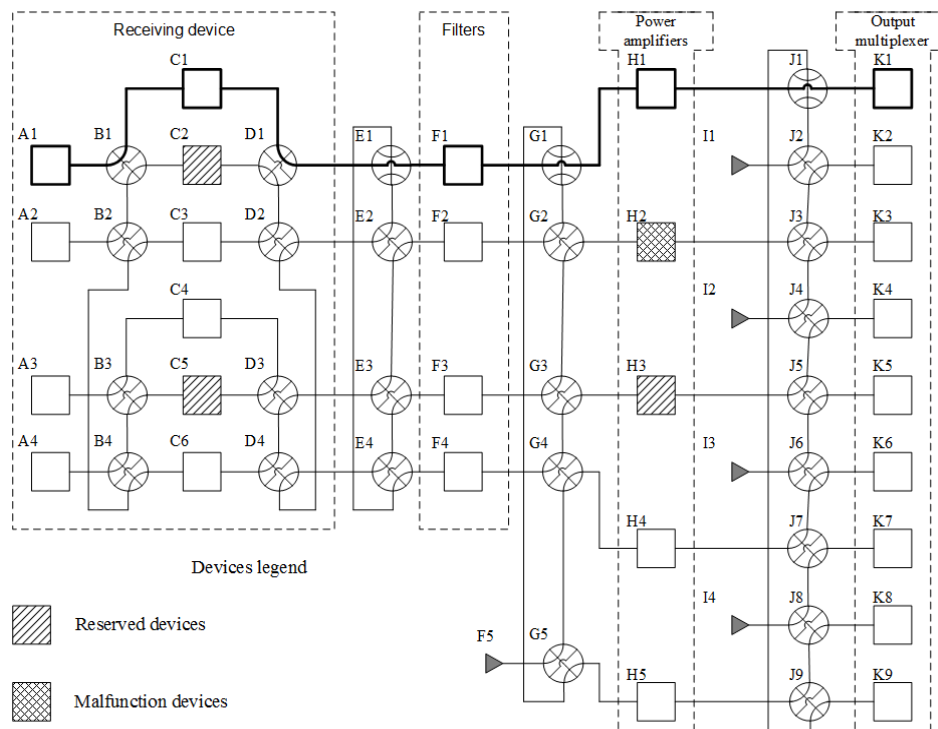 Receiving device
Filters
Power
amplifiers
Output
multiplexer
C1
H1
J1
K1
A1
B1
C2
D1
E1
F1
G1
I1
J2
K2
A2
B2
C3
D2
E2
F2
G2
H2
J3
K3
C4
I2
J4
K4
A3
B3
C5
D3
E3
F3
G3
H3
J5
K5
A4
B4
C6
D4
E4
F4
G4
I3
J6
K6
H4
J7
K7
Devices legend
I4
J8
K8
Reserved devices
F5
G5
H5
J9
K9
Malfunction devices